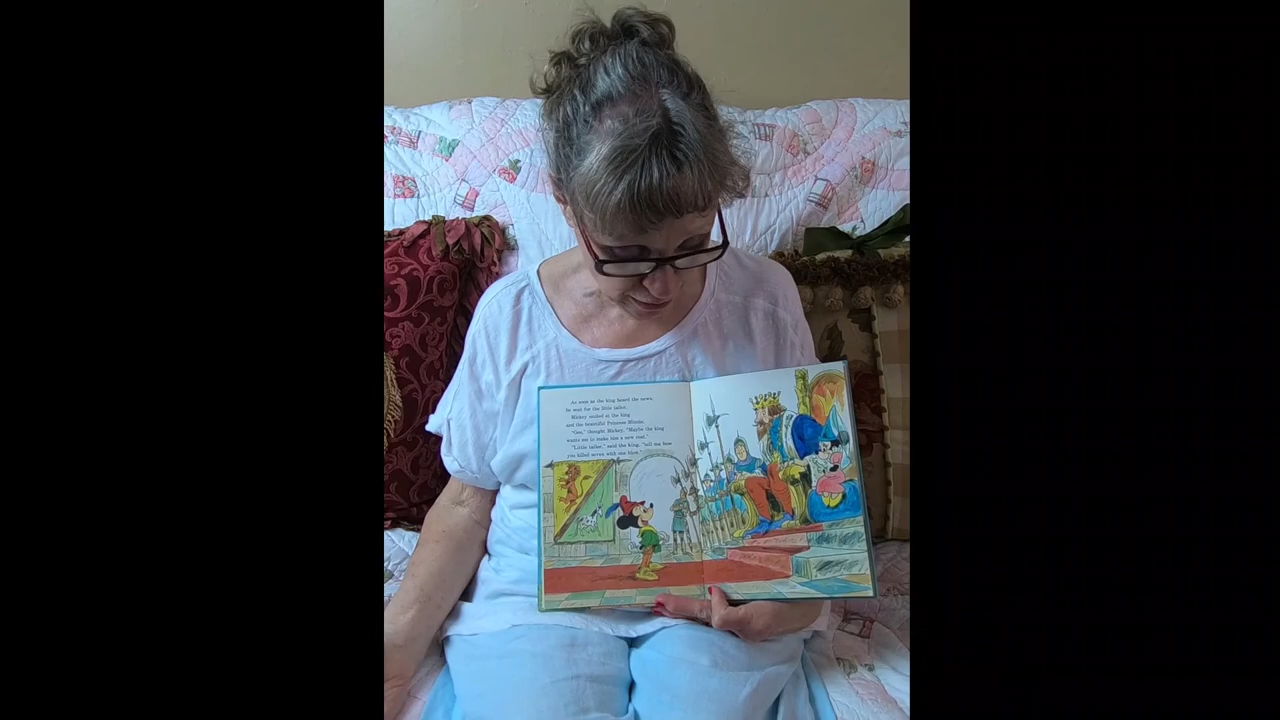 As soon as the king heard the news,
he sent for the little tailor.
Mickey smiled at the king
and the beautiful Princess Minnie.
"Gee," thought Mickey, "Maybe the king
wants me to make him a new coat."
"Little tailor," said the king, "tell me how
you killed seven with one blow."